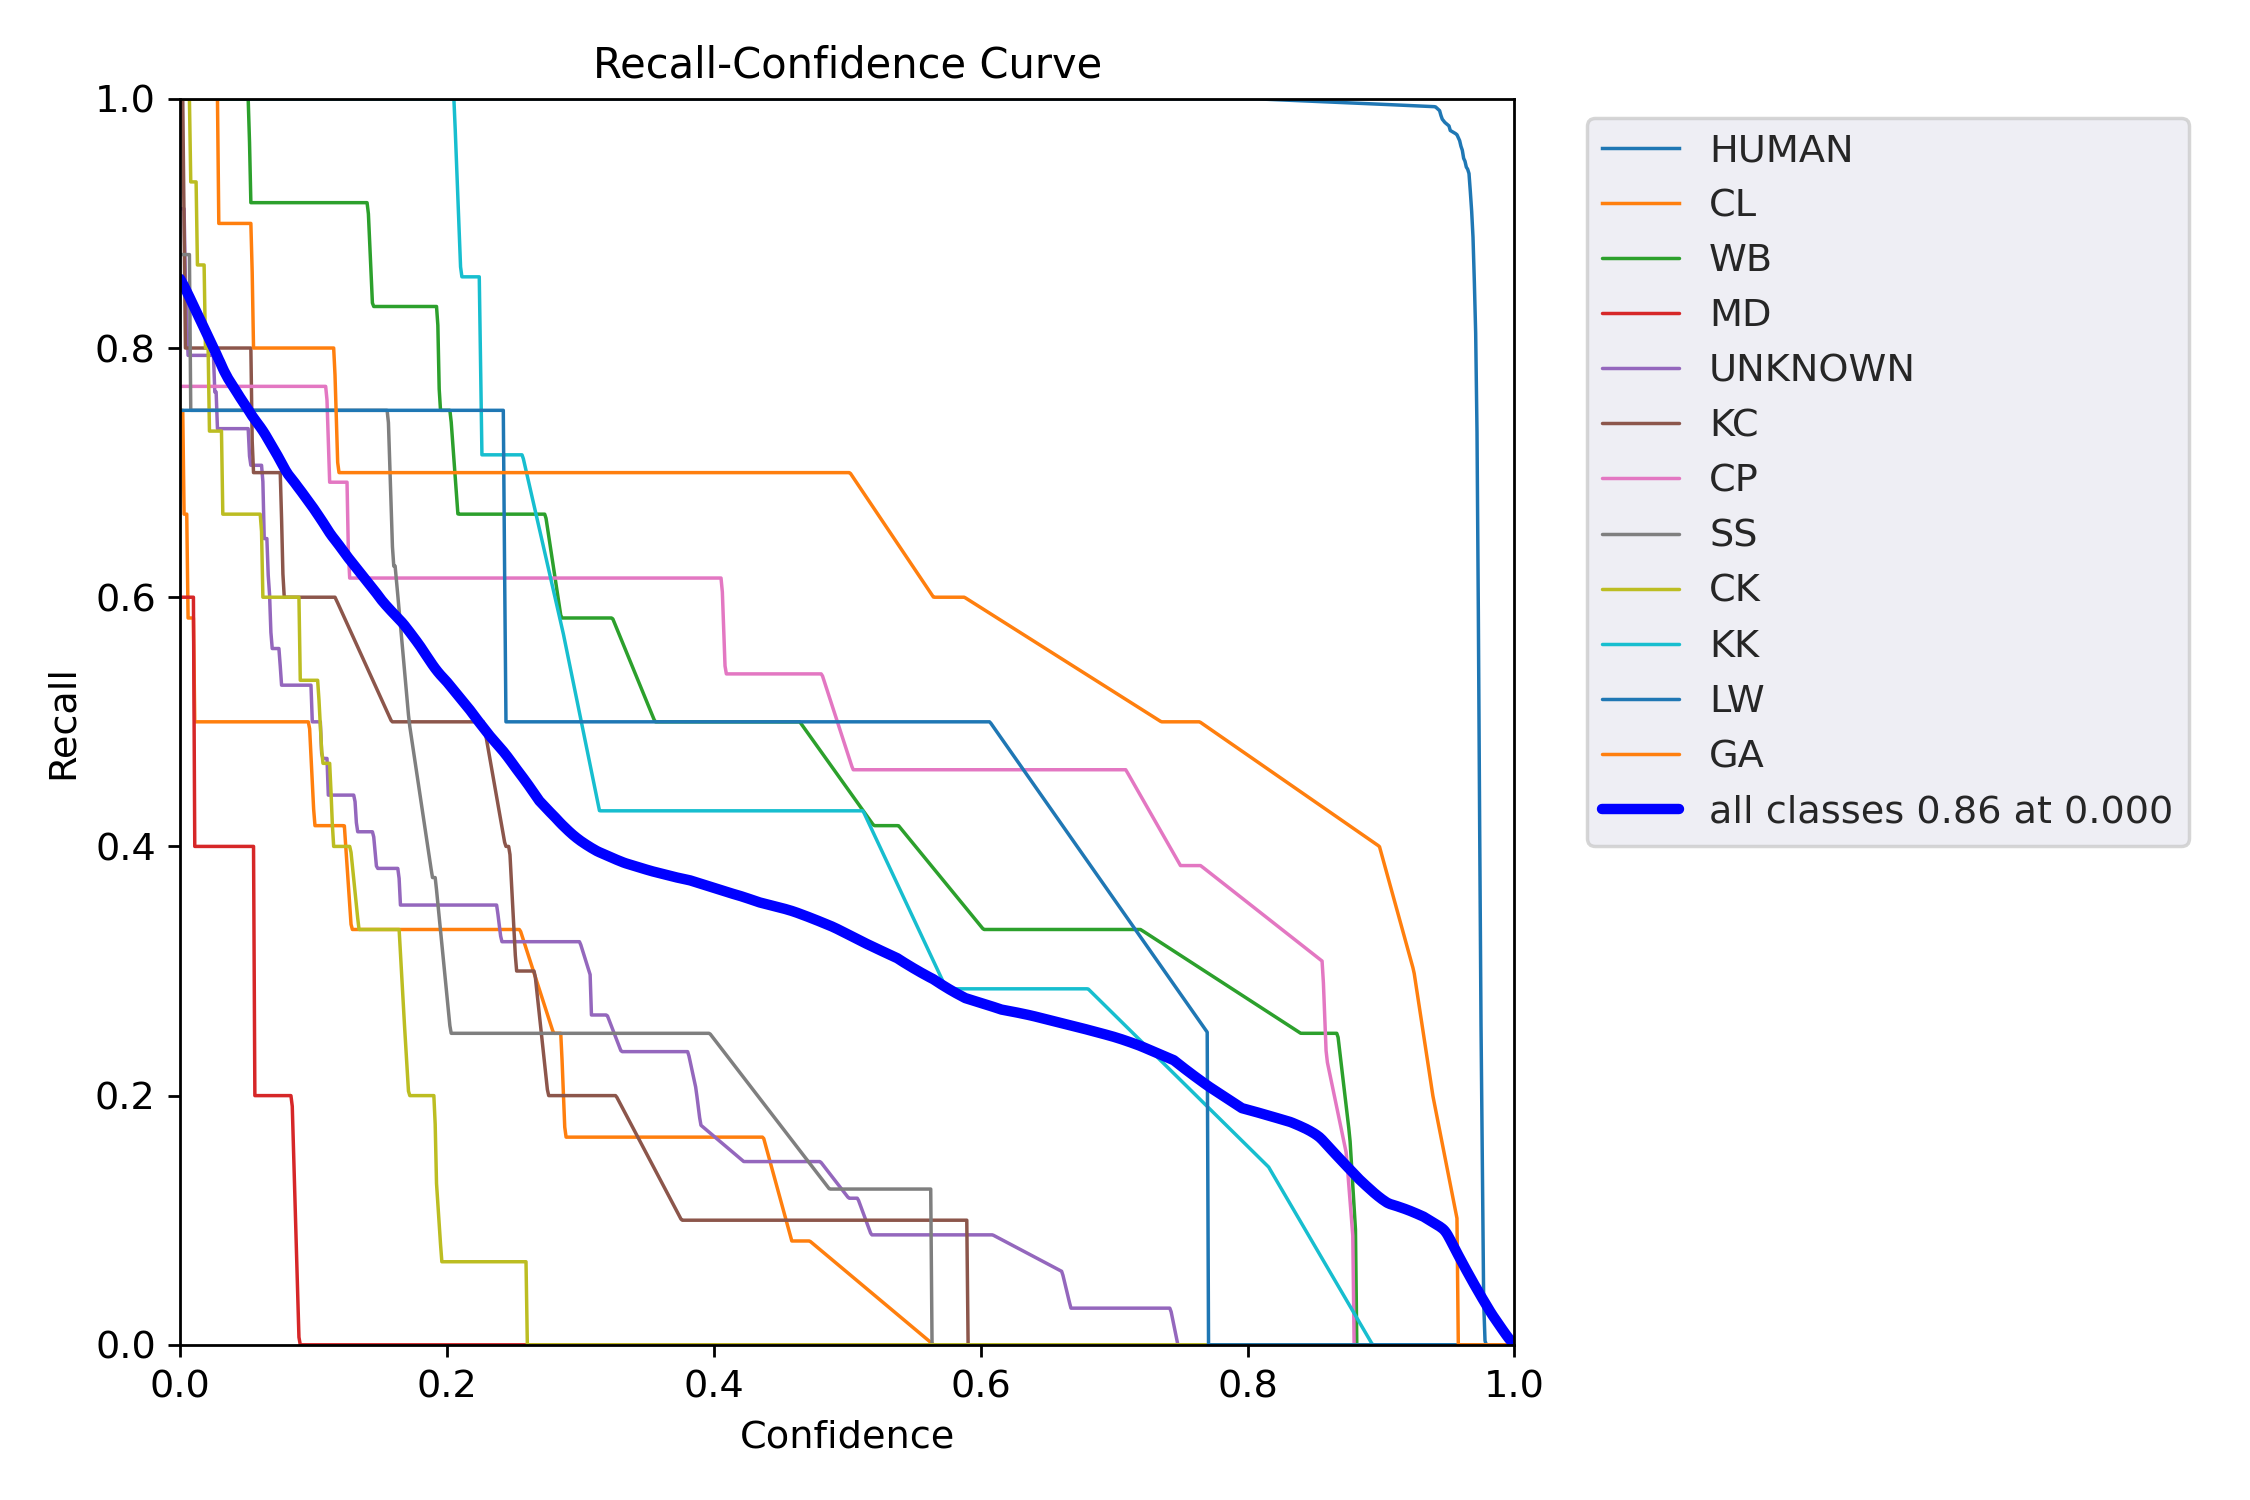 Recall-Confidence Curve
1.0
0.8
0.6
0.4
0.2
0.0
Recall
0.0 0.2 0.4 0.6 0.8 1.0
Confidence
HUMAN
CL
WB
MD
UNKNOWN
KC
CP
SS
CK
KK
LW
GA
all classes 0.86 at 0.000